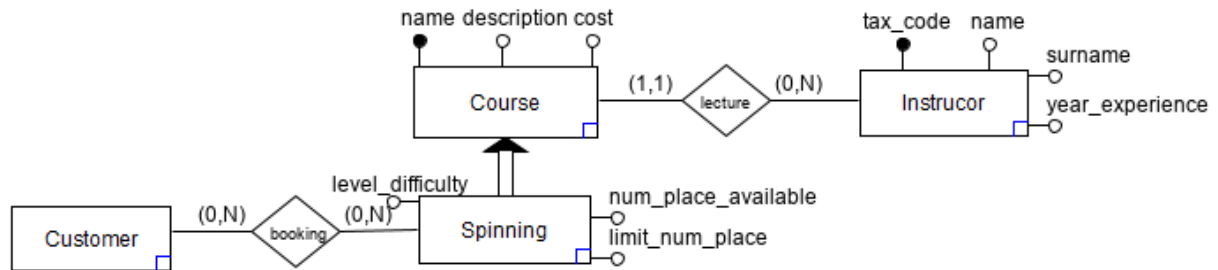 name description cost
tax_code name
surname
Course
(1,1)
lecture
(0,N)
Instrucor
year_experience
level_difficulty
num_place_available
Customer
(0,N)
booking
(0,N)
Spinning
limit_num_place